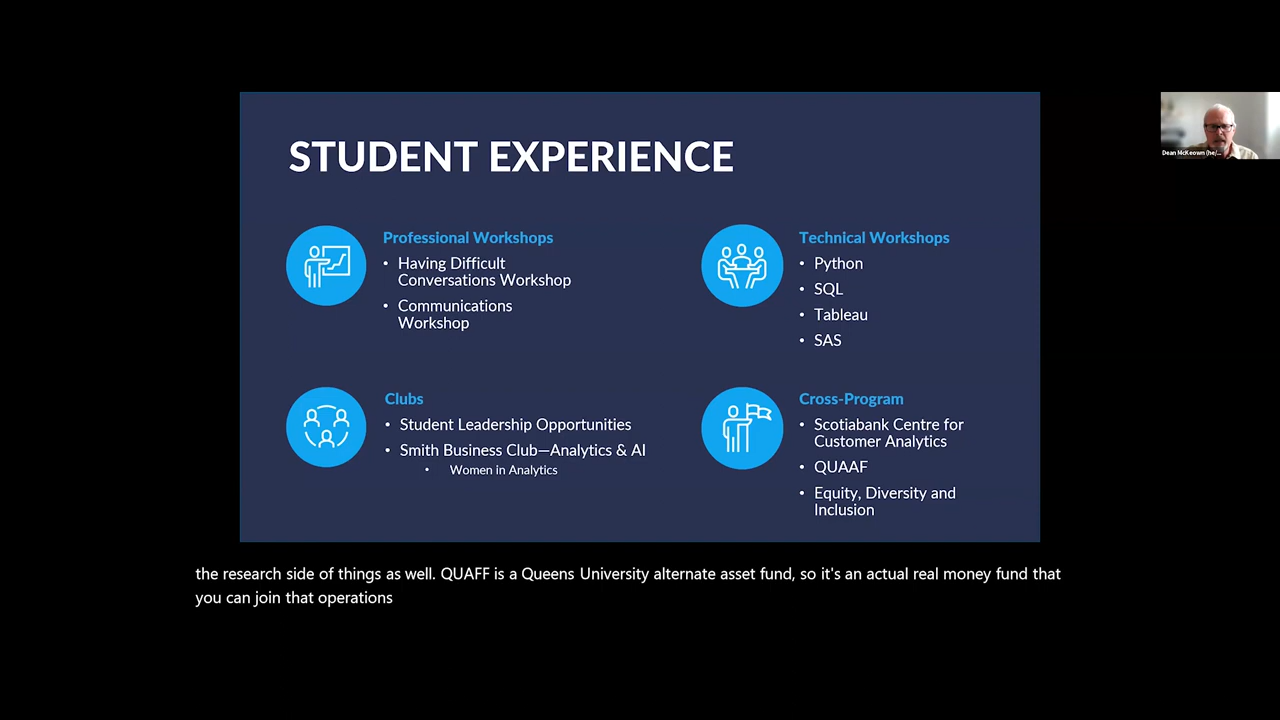 STUDENT EXPERIENCE
Professional Workshops
• Having Difficult
Conversations Workshop
• Communications
Workshop
Technical Workshops
• Python
• SQL
• Tableau
• SAS
Clubs
• Student Leadership Opportunities
• Smith Business Club—Analytics & AI
• Women in Analytics
Cross-Program
• Scotiabank Centre for
Customer Analytics
• QUAAF
• Equity, Diversity and
Inclusion
Dean McKeown (he/...
the research side of things as well. QUAFF is a Queens University alternate asset fund, so it's an actual real money fund that
you can join that operations